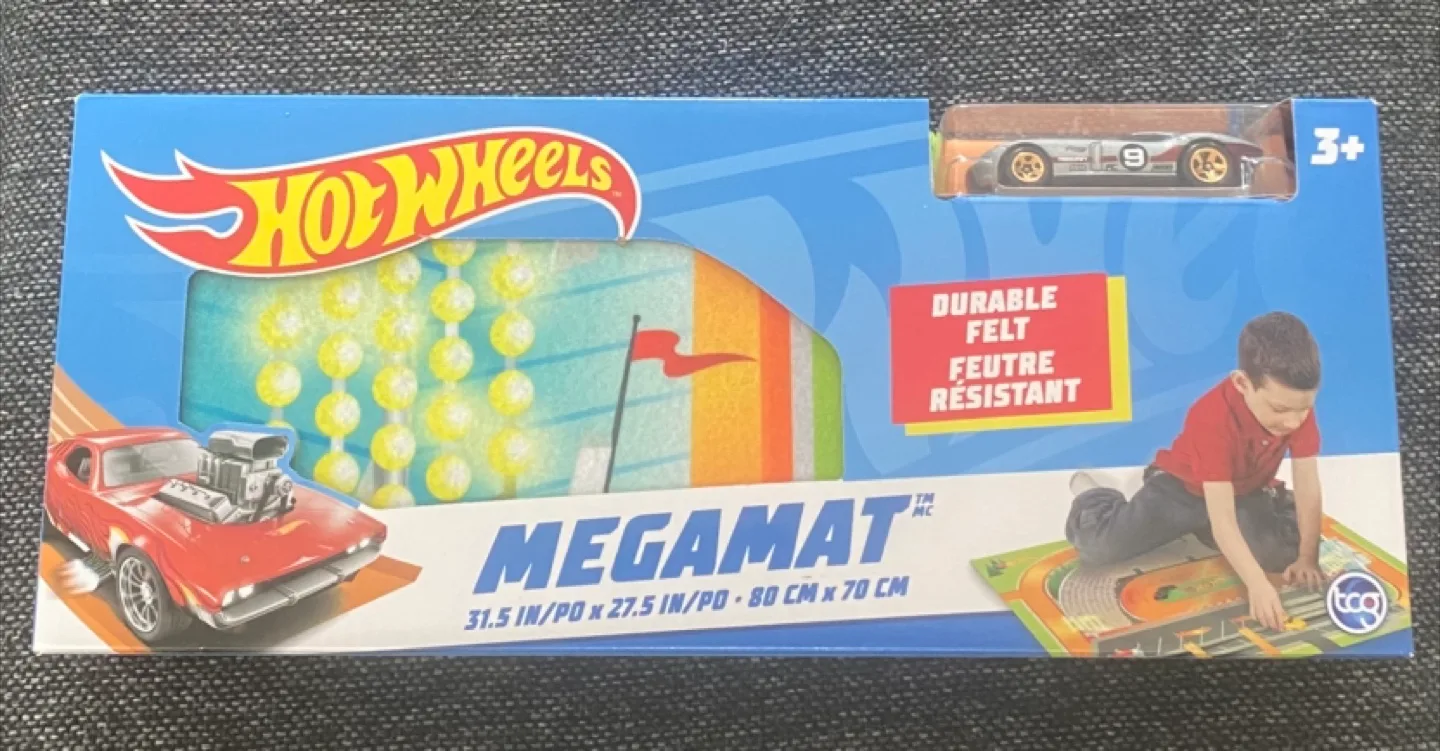 HOT WHEELS™
9
3+
DURABLE
FELT
FEUTRE
RÉSISTANT
MEGAMAT TM MC
31.5 IN/PO x 27.5 IN/PO • 80 CM x 70 CM
tcg